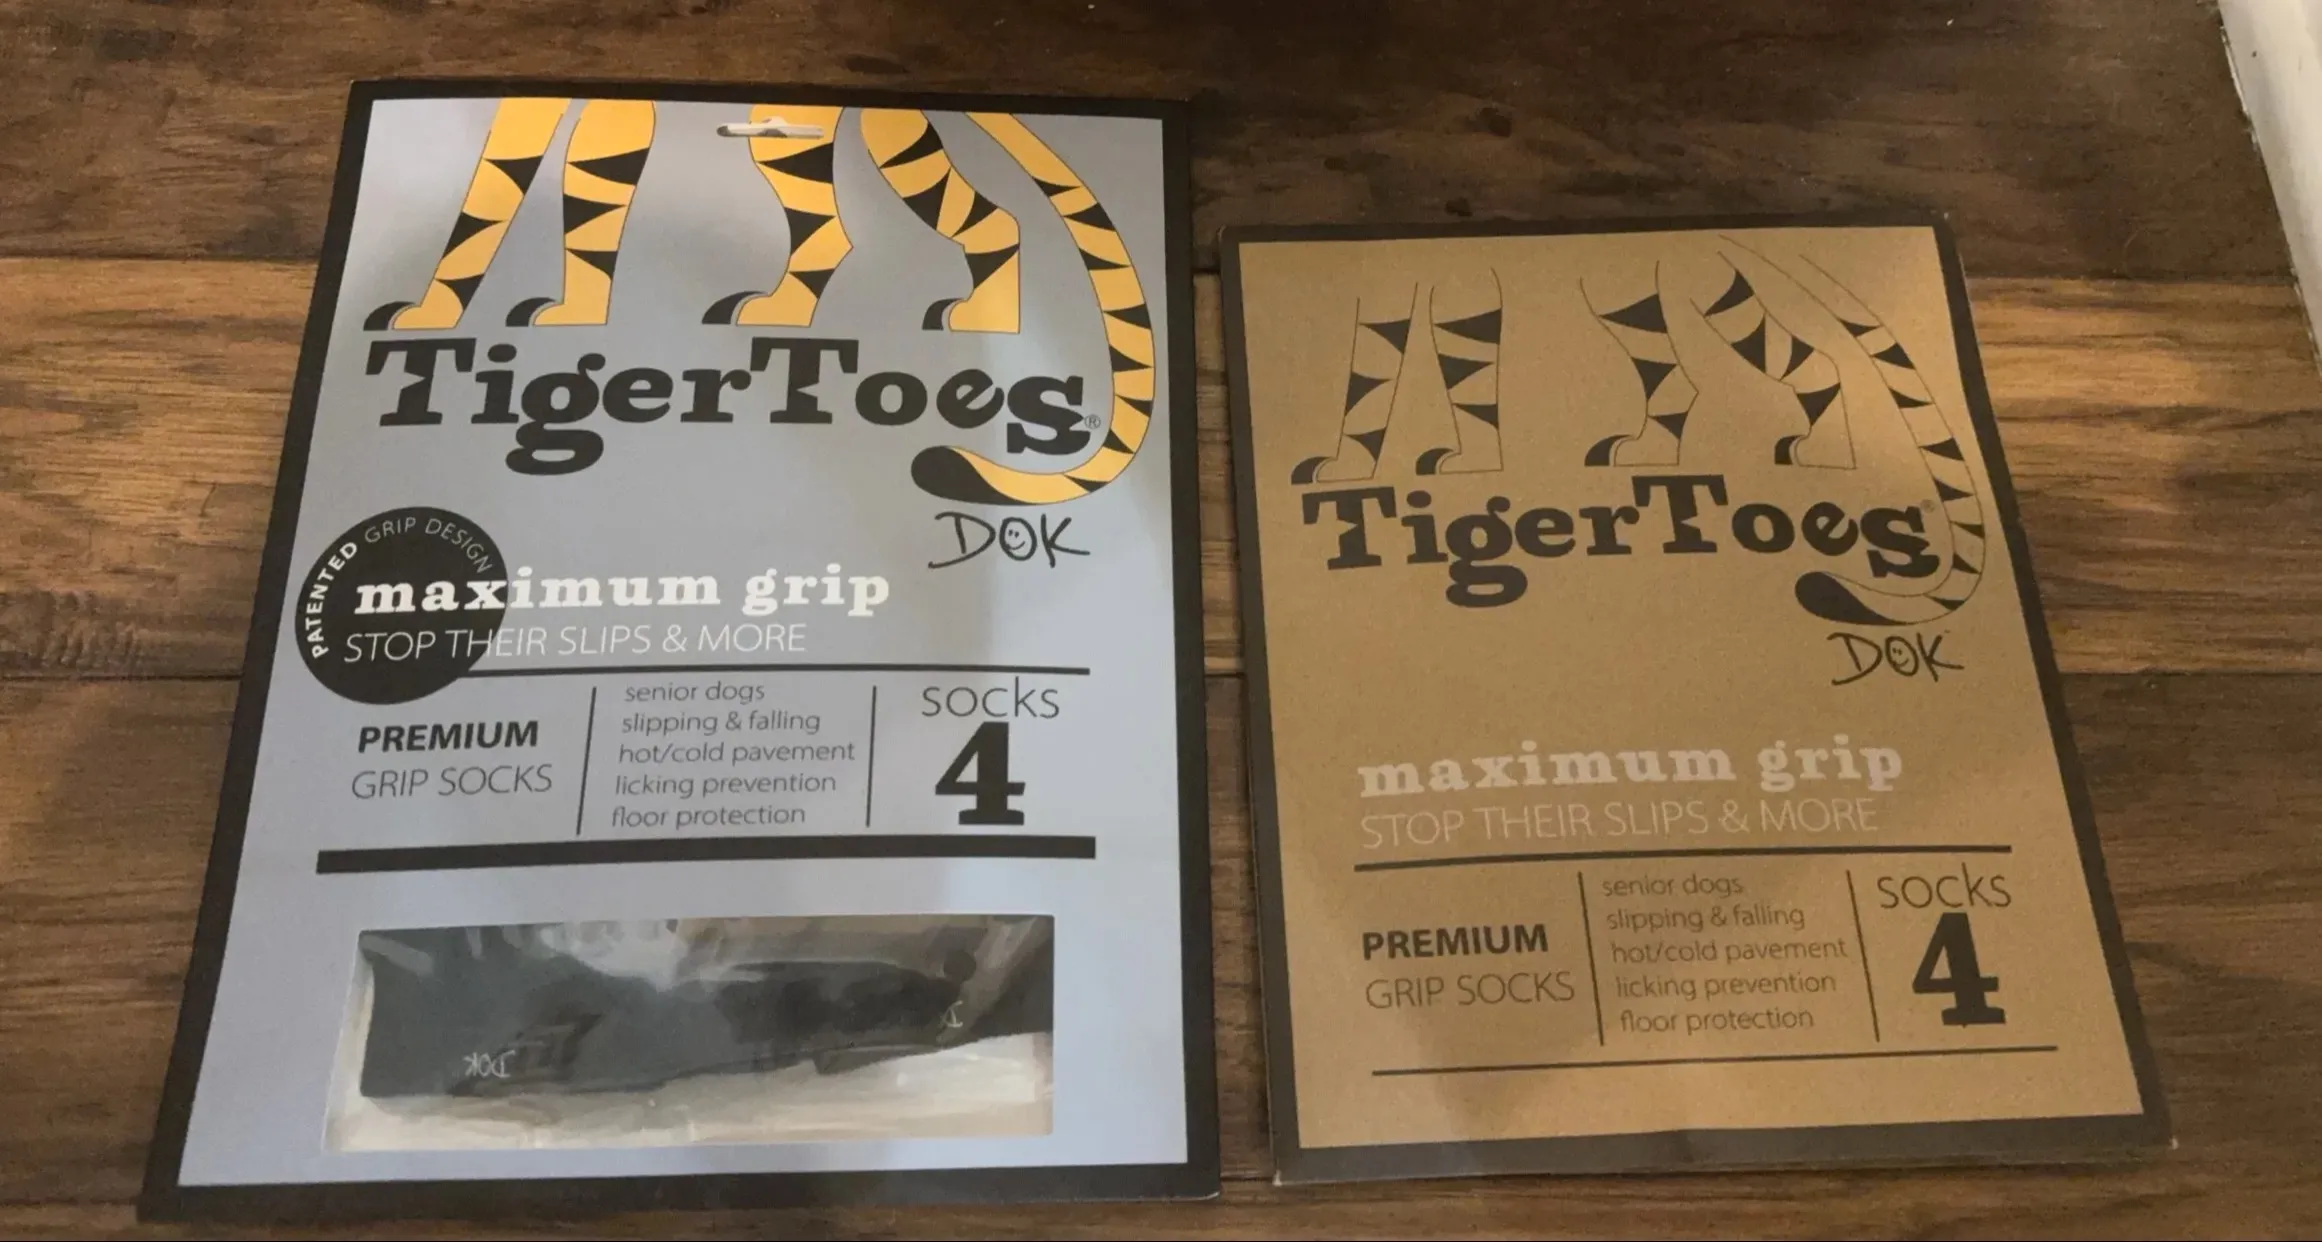 TigerToes®
DOK
PATENTED GRIP DESIGN
maximum grip
STOP THEIR SLIPS & MORE
PREMIUM
GRIP SOCKS
senior dogs
slipping & falling
hot/cold pavement
licking prevention
floor protection
SOCKS
4
DOK
TigerToes®
DOK
maximum grip
STOP THEIR SLIPS & MORE
PREMIUM
GRIP SOCKS
senior dogs
slipping & falling
hot/cold pavement
licking prevention
floor protection
SOCKS
4